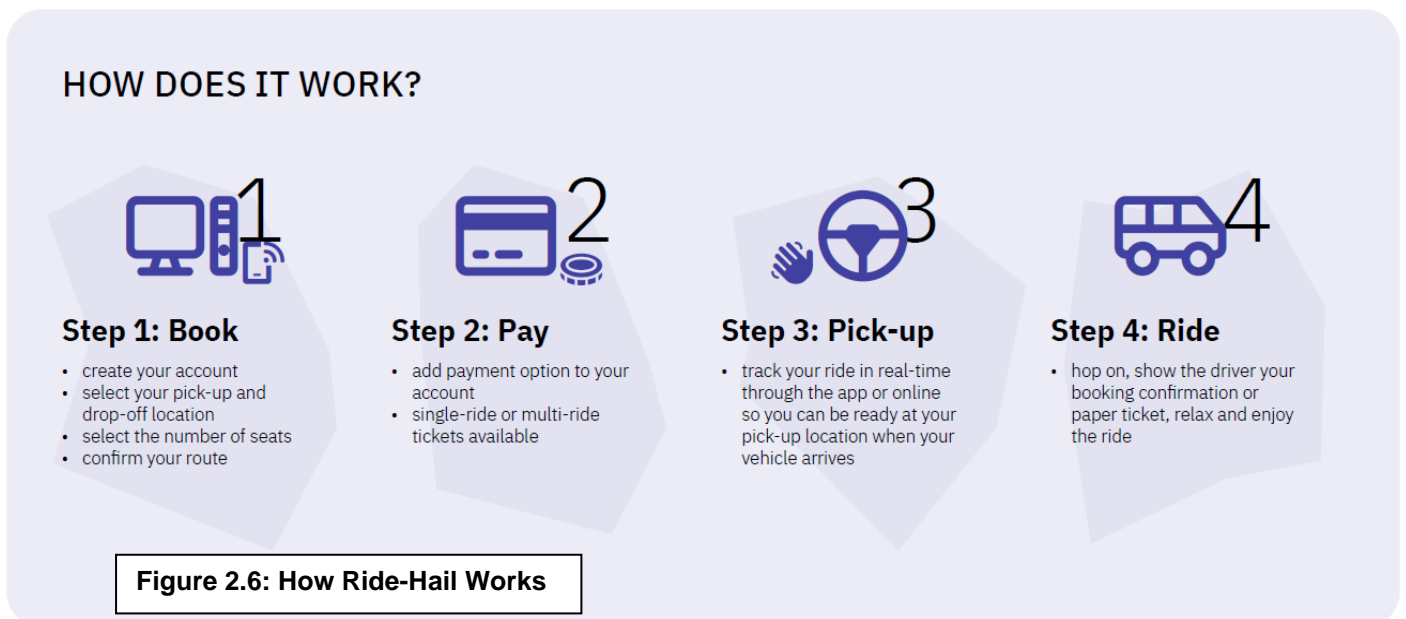 HOW DOES IT WORK?
1
Step 1: Book
• create your account
• select your pick-up and
drop-off location
• select the number of seats
• confirm your route
2
Step 2: Pay
• add payment option to your
account
• single-ride or multi-ride
tickets available
3
Step 3: Pick-up
• track your ride in real-time
through the app or online
so you can be ready at your
pick-up location when your
vehicle arrives
4
Step 4: Ride
• hop on, show the driver your
booking confirmation or
paper ticket, relax and enjoy
the ride
Figure 2.6: How Ride-Hail Works